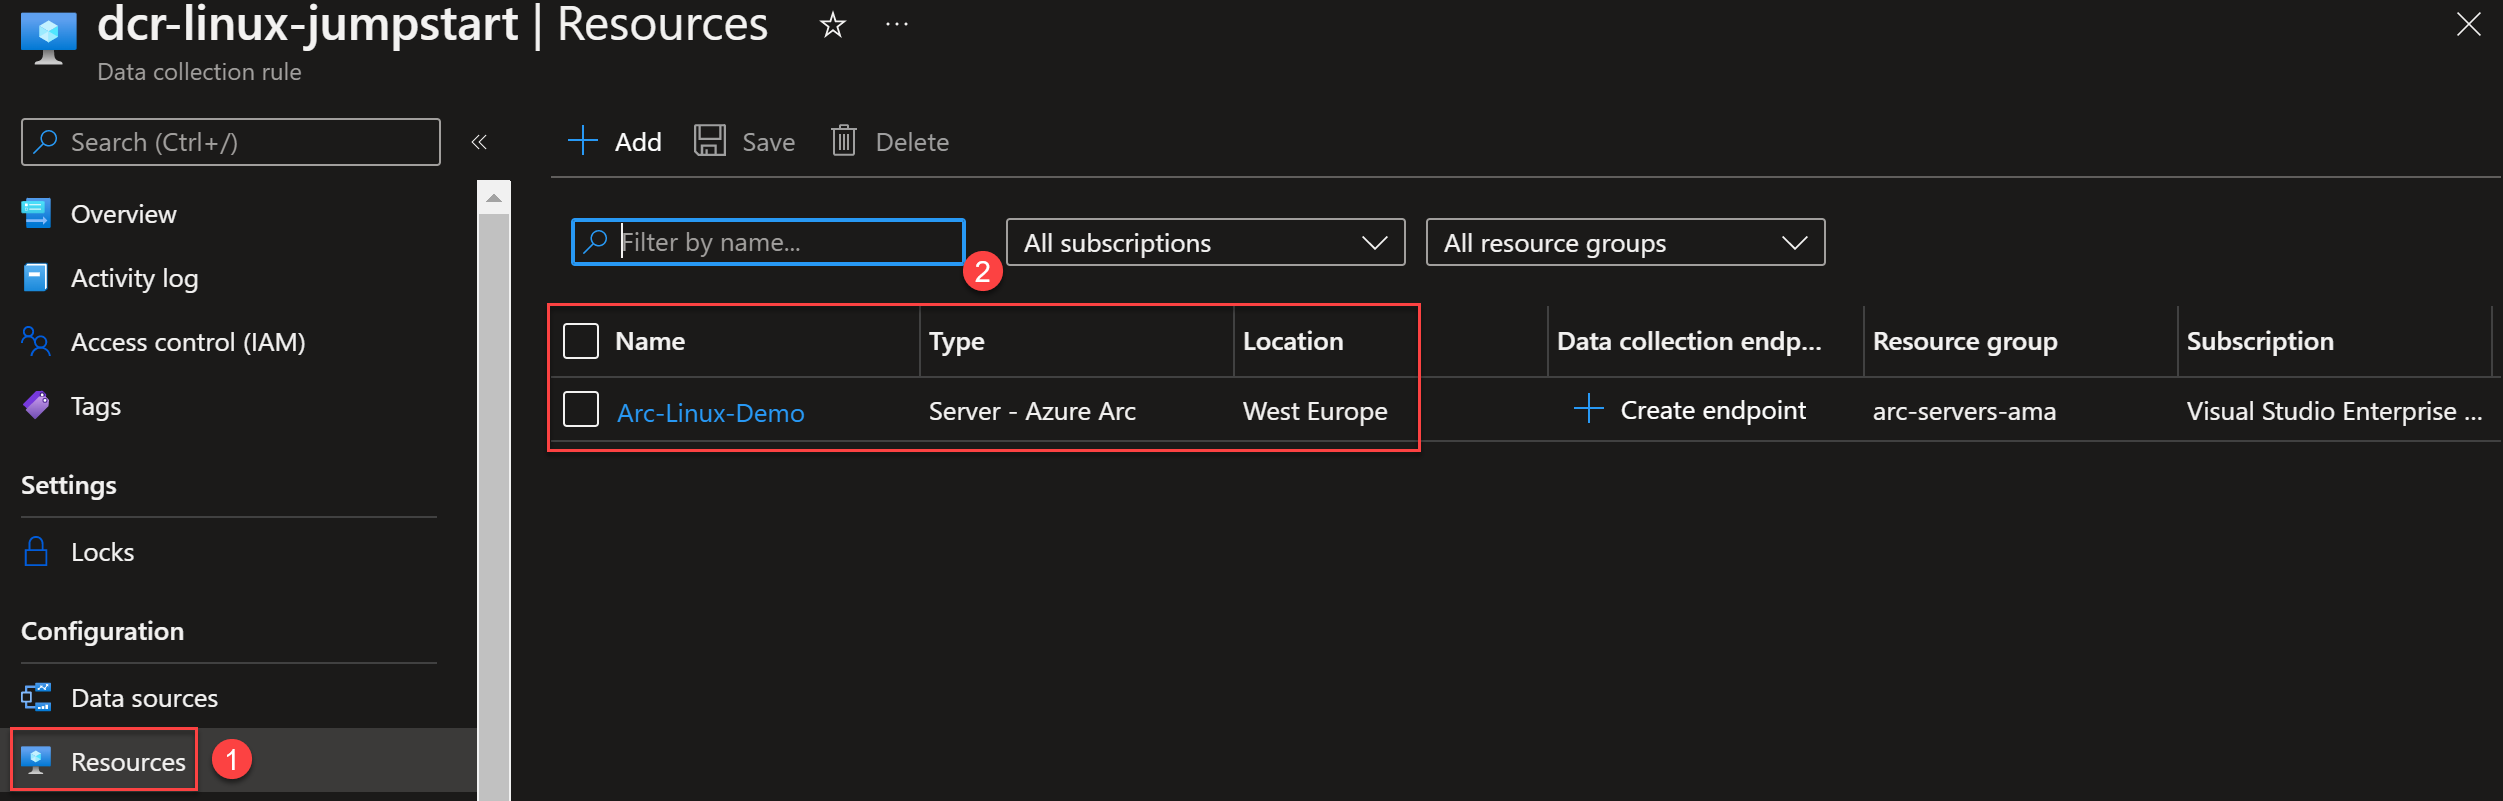 dcr-linux-jumpstart | Resources
Data collection rule
Search (Ctrl+/)
Overview
Activity log
Access control (IAM)
Tags
Settings
Locks
Configuration
Data sources
Resources
1
Add Save Delete
Filter by name... All subscriptions All resource groups
2
Name Type Location Data collection endp... Resource group Subscription
Arc-Linux-Demo Server - Azure Arc West Europe Create endpoint arc-servers-ama Visual Studio Enterprise ...